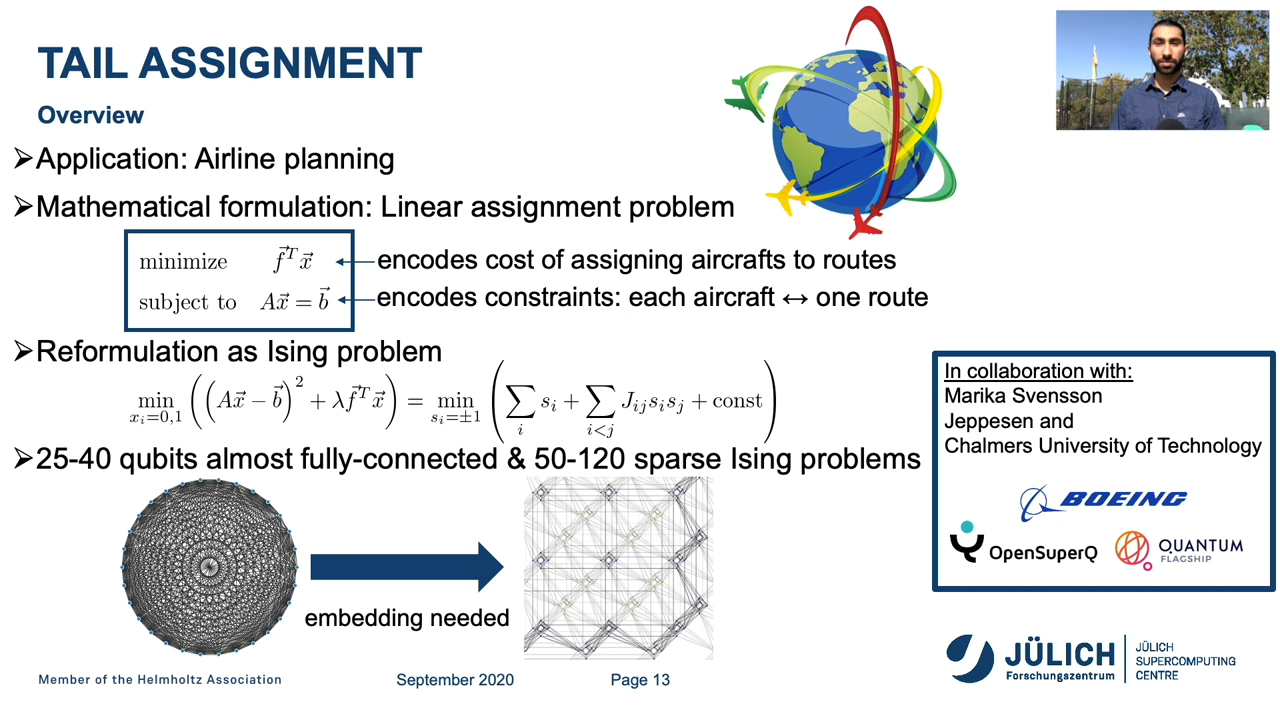 TAIL ASSIGNMENT
Overview
➢Application: Airline planning
➢Mathematical formulation: Linear assignment problem
minimize f⃗ᵀx⃗ encodes cost of assigning aircrafts to routes
subject to Ax⃗ = b⃗ encodes constraints: each aircraft ↔ one route
➢Reformulation as Ising problem
min_{x_i=0,1} ((Ax⃗ − b⃗)² + λf⃗ᵀx⃗) = min_{s_i=±1} (∑_i s_i + ∑_{i<j} J_{ij}s_is_j + const)
➢25-40 qubits almost fully-connected & 50-120 sparse Ising problems
embedding needed
In collaboration with:
Marika Svensson
Jeppesen and
Chalmers University of Technology
BOEING
OpenSuperQ
QUANTUM
FLAGSHIP
JÜLICH
Forschungszentrum
JÜLICH
SUPERCOMPUTING
CENTRE
Member of the Helmholtz Association
September 2020
Page 13